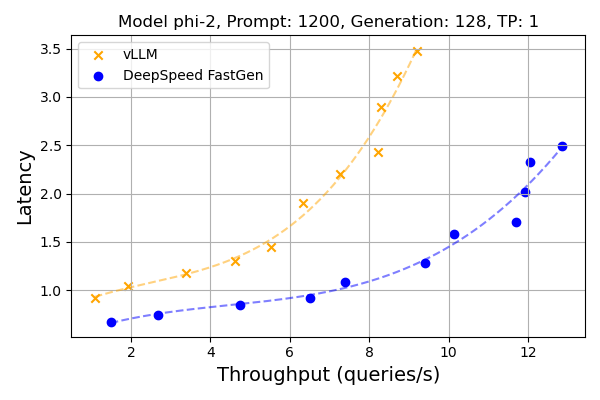 Model phi-2, Prompt: 1200, Generation: 128, TP: 1
vLLM
DeepSpeed FastGen
3.5
3.0
2.5
2.0
1.5
1.0
Latency
2 4 6 8 10 12
Throughput (queries/s)